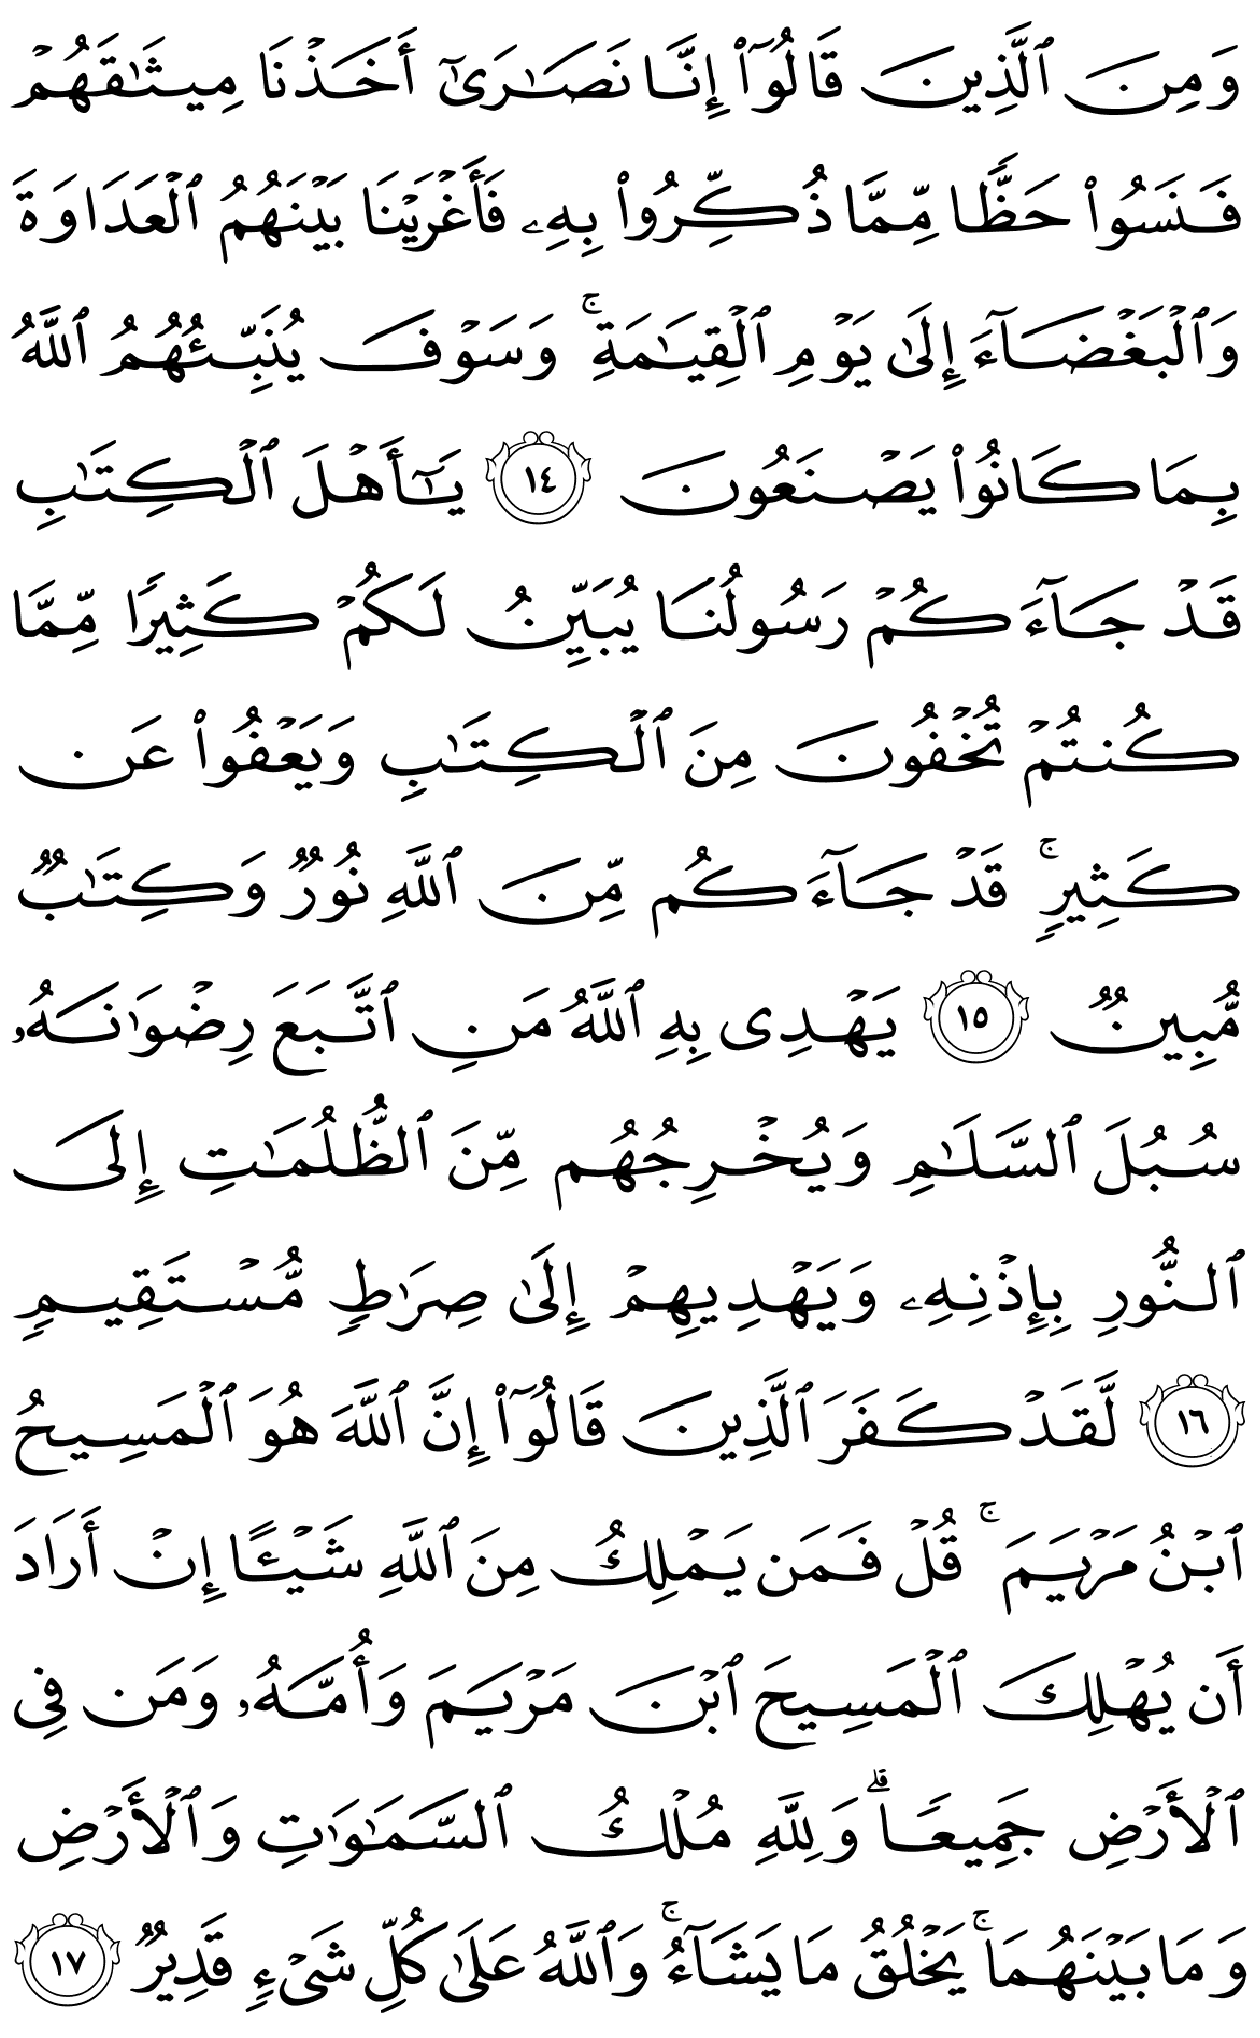 وَمِنَ ٱلَّذِينَ قَالُوٓا۟ إِنَّا نَصَـٰرَىٰٓ أَخَذْنَا مِيثَـٰقَهُمْ
فَنَسُوا۟ حَظًّا مِّمَّا ذُكِّرُوا۟ بِهِۦ فَأَغْرَيْنَا بَيْنَهُمُ ٱلْعَدَاوَةَ
وَٱلْبَغْضَآءَ إِلَىٰ يَوْمِ ٱلْقِيَـٰمَةِ ۚ وَسَوْفَ يُنَبِّئُهُمُ ٱللَّهُ
بِمَا كَانُوا۟ يَصْنَعُونَ ١٤ يَـٰٓأَهْلَ ٱلْكِتَـٰبِ
قَدْ جَآءَكُمْ رَسُولُنَا يُبَيِّنُ لَكُمْ كَثِيرًا مِّمَّا
كُنتُمْ تُخْفُونَ مِنَ ٱلْكِتَـٰبِ وَيَعْفُوا۟ عَن
كَثِيرٍ ۚ قَدْ جَآءَكُم مِّنَ ٱللَّهِ نُورٌ وَكِتَـٰبٌ
مُّبِينٌ ١٥ يَهْدِى بِهِ ٱللَّهُ مَنِ ٱتَّبَعَ رِضْوَٰنَهُۥ
سُبُلَ ٱلسَّلَـٰمِ وَيُخْرِجُهُم مِّنَ ٱلظُّلُمَـٰتِ إِلَى
ٱلنُّورِ بِإِذْنِهِۦ وَيَهْدِيهِمْ إِلَىٰ صِرَٰطٍ مُّسْتَقِيمٍ
١٦ لَّقَدْ كَفَرَ ٱلَّذِينَ قَالُوٓا۟ إِنَّ ٱللَّهَ هُوَ ٱلْمَسِيحُ
ٱبْنُ مَرْيَمَ ۚ قُلْ فَمَن يَمْلِكُ مِنَ ٱللَّهِ شَيْـًٔا إِنْ أَرَادَ
أَن يُهْلِكَ ٱلْمَسِيحَ ٱبْنَ مَرْيَمَ وَأُمَّهُۥ وَمَن فِى
ٱلْأَرْضِ جَمِيعًا ۗ وَلِلَّهِ مُلْكُ ٱلسَّمَـٰوَٰتِ وَٱلْأَرْضِ
وَمَا بَيْنَهُمَا ۚ يَخْلُقُ مَا يَشَآءُ ۚ وَٱللَّهُ عَلَىٰ كُلِّ شَىْءٍ قَدِيرٌ ١٧